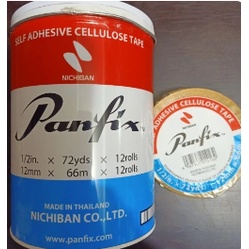 SELF ADHESIVE CELLULOSE TAPE
NICHIBAN
Panfix
1/2in. × 72yds × 12rolls
12mm × 66m × 12rolls
MADE IN THAILAND
NICHIBAN CO.,LTD.
www.panfix.com
ADHESIVE CELLULOSE TAPE
NICHIBAN
Panfix